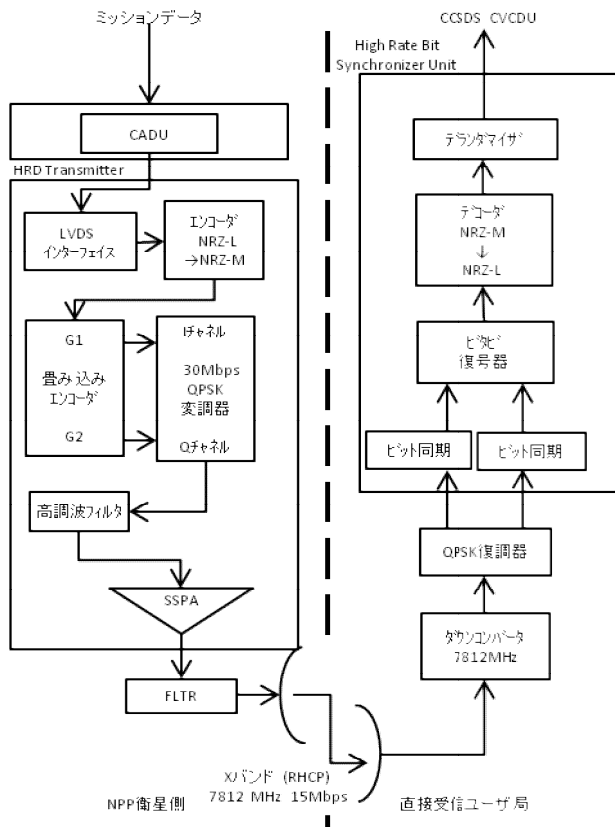 ミッションデータ
CADU
HRD Transmitter
LVDS
インターフェイス
エンコーダ
NRZ-L
→NRZ-M
G1
畳み込み
エンコーダ
G2
Iチャネル
30Mbps
QPSK
変調器
Qチャネル
高調波フィルタ
SSPA
FLTR
Xバンド (RHCP)
7812 MHz 15Mbps
NPP衛星側
CCSDS CVCDU
High Rate Bit
Synchronizer Unit
デランダマイザ
デコーダ
NRZ-M
↓
NRZ-L
ビタビ
復号器
ビット同期
ビット同期
QPSK復調器
ダウンコンバータ
7812MHz
直接受信ユーザ局